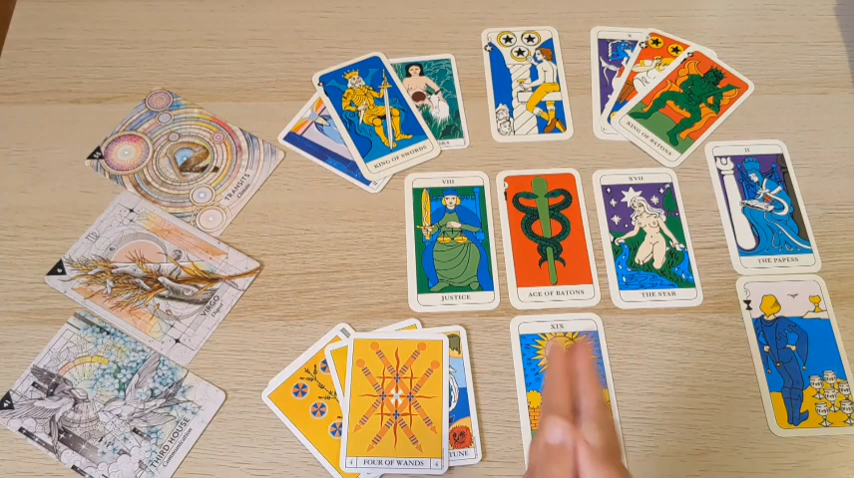 TRANSITS
VIRGO
THIRD HOUSE
Communication
KING OF SWORDS
KING OF BATONS
VIII
JUSTICE
ACE OF BATONS
XVII
THE STAR
II
THE PAPESS
FOUR OF WANDS
XIX